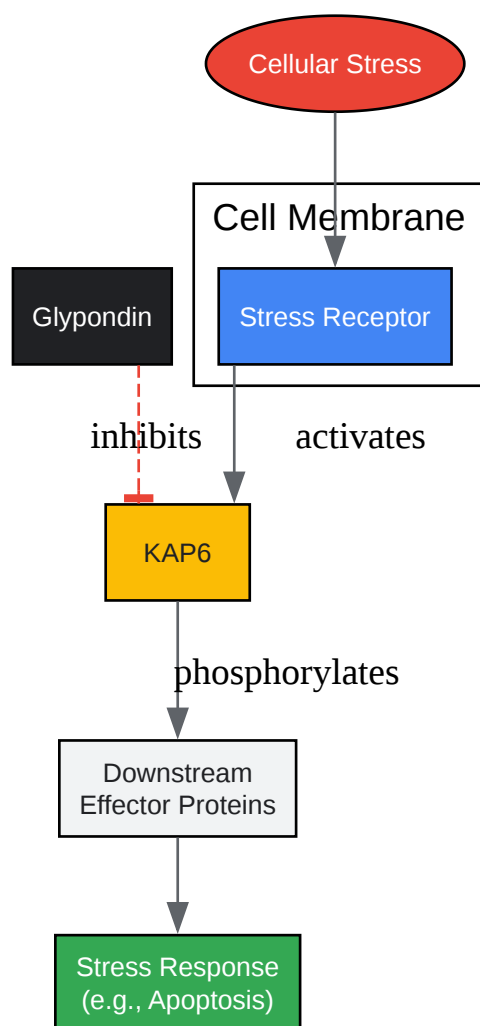 Cellular Stress
Cell Membrane
Glypondin
Stress Receptor
inhibits
activates
KAP6
phosphorylates
Downstream
Effector Proteins
Stress Response
(e.g., Apoptosis)